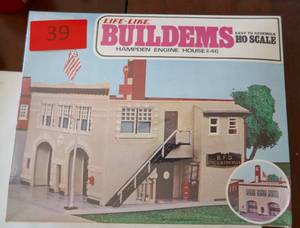 39
LIFE-LIKE
BUILDEMS
EASY TO ASSEMBLE
HO SCALE
HAMPDEN ENGINE HOUSE
B.F.D.